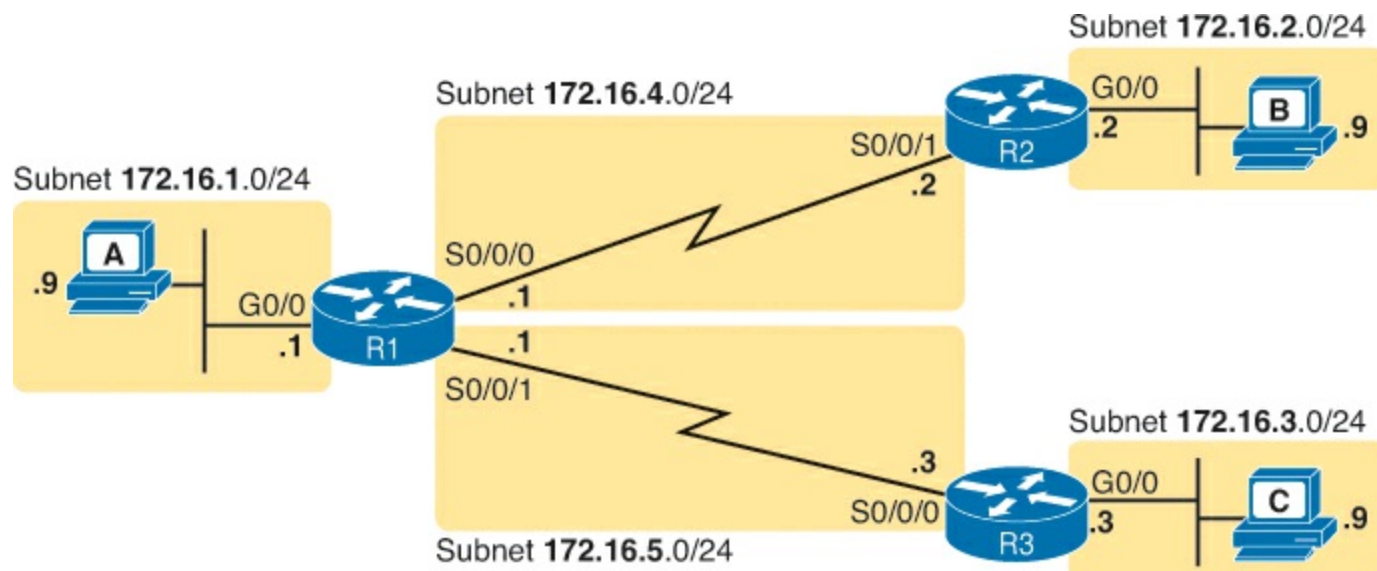 Subnet 172.16.2.0/24
Subnet 172.16.4.0/24
G0/0
B
.2
.9
S0/0/1
R2
.2
Subnet 172.16.1.0/24
A
.9
S0/0/0
G0/0
.1
.1
R1
.1
S0/0/1
Subnet 172.16.3.0/24
.3
G0/0
C
S0/0/0
.3
.9
R3
Subnet 172.16.5.0/24